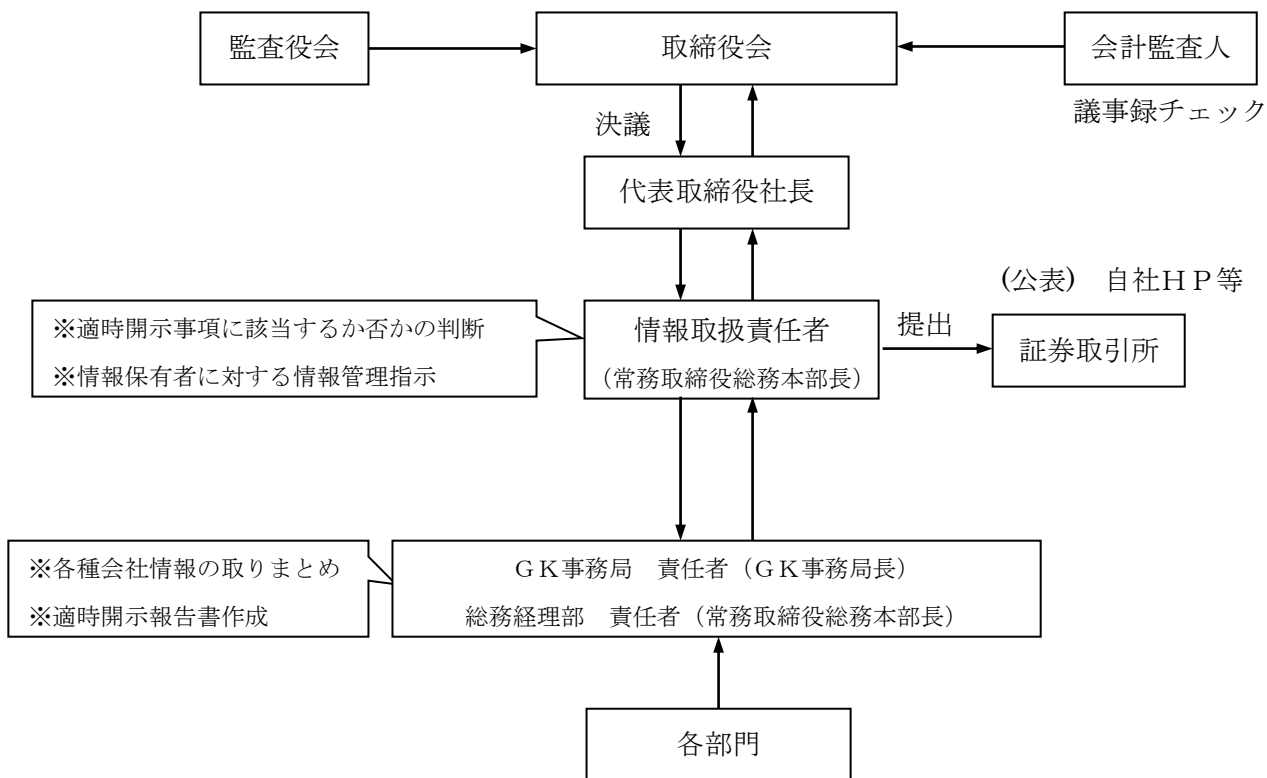 監査役会
取締役会
会計監査人
議事録チェック
決議
代表取締役社長
(公表)　自社ＨＰ等
※適時開示事項に該当するか否かの判断
※情報保有者に対する情報管理指示
情報取扱責任者
（常務取締役総務本部長）
提出
証券取引所
※各種会社情報の取りまとめ
※適時開示報告書作成
ＧＫ事務局　責任者（ＧＫ事務局長）
総務経理部　責任者（常務取締役総務本部長）
各部門